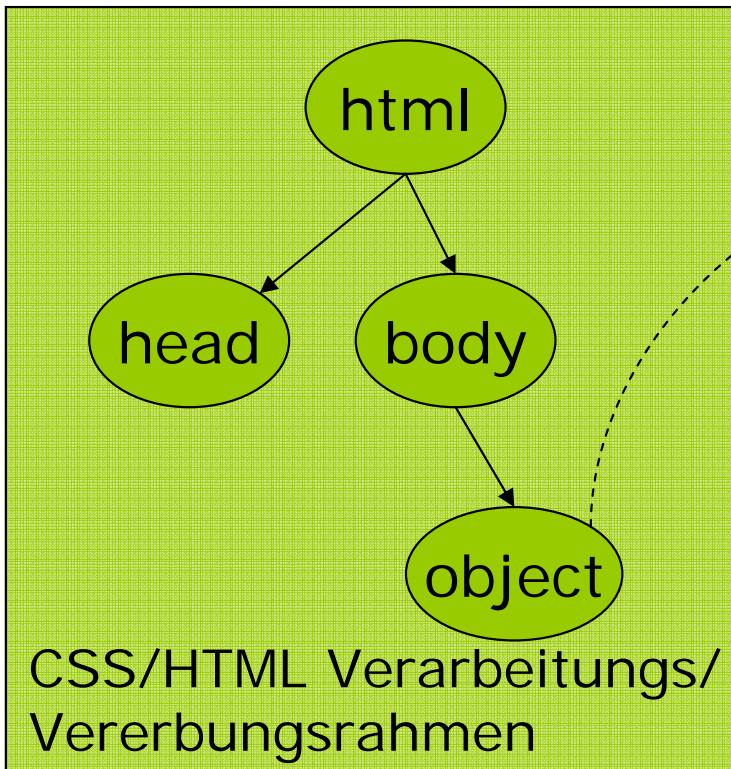 html
head body
object
CSS/HTML Verarbeitungs/
Vererbungsrahmen